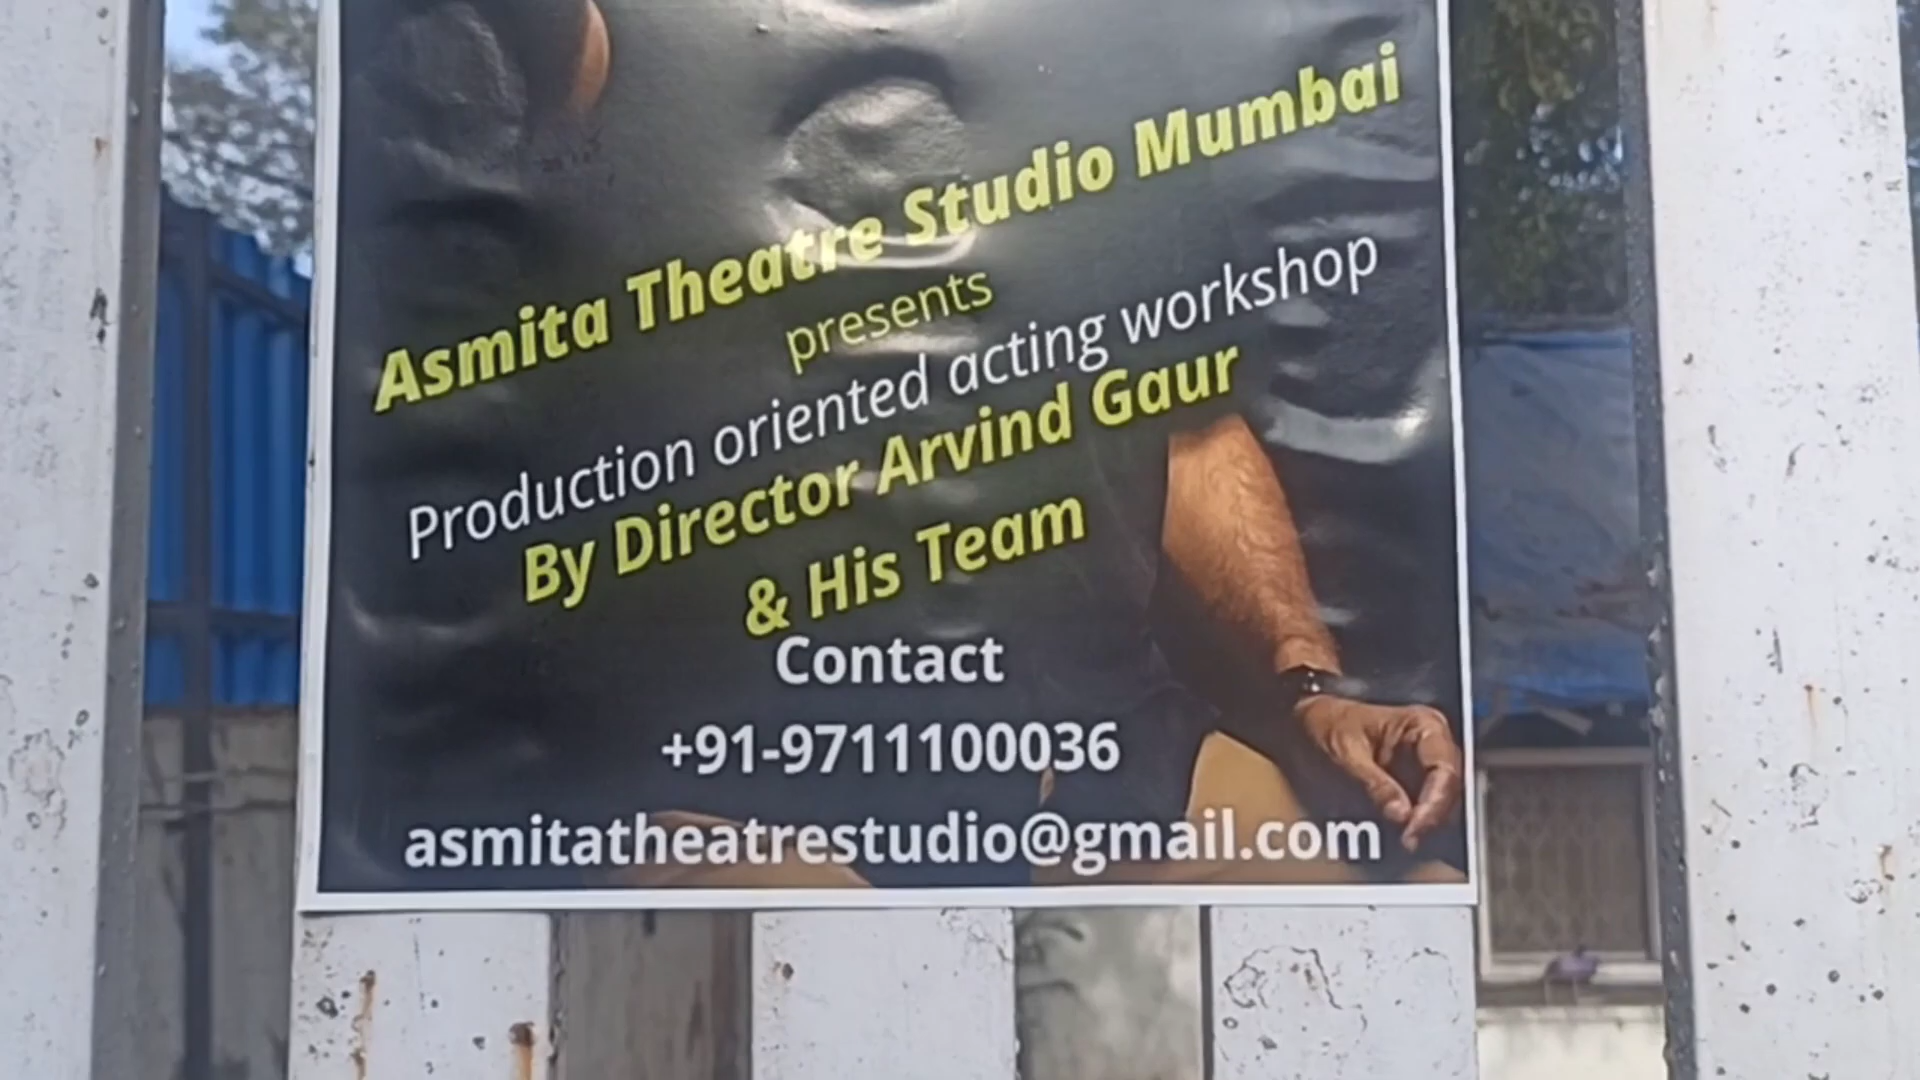 Asmita Theatre Studio Mumbai
presents
Production oriented acting workshop
By Director Arvind Gaur
& His Team
Contact
+91-9711100036
asmitatheatrestudio@gmail.com